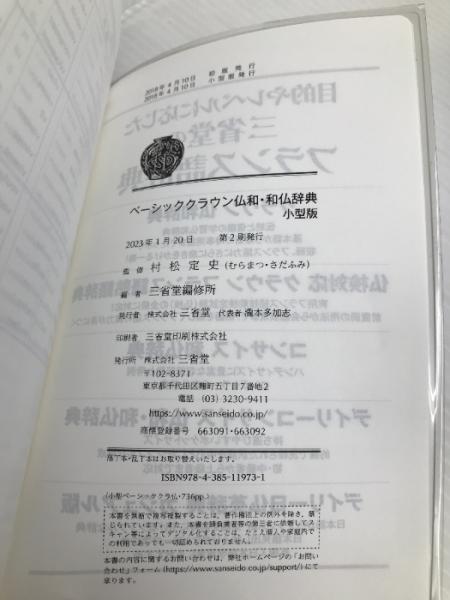 2018年4月10日　初版発行
2018年4月10日　小型版発行
ベーシッククラウン仏和・和仏辞典
小型版
2023年1月20日　第2刷発行
監修　村松定史(むらまつ・さだふみ)
編者　三省堂編修所
発行者　株式会社 三省堂　代表者 瀧本多加志
印刷者　三省堂印刷株式会社
発行所　株式会社 三省堂
〒102-8371
東京都千代田区麴町五丁目7番地2
電話 (03) 3230-9411
https://www.sanseido.co.jp/
商標登録番号　663091・663092
落丁本・乱丁本はお取り替えいたします。
ISBN978-4-385-11973-1
〈小型ベーシッククラ仏・736pp.〉
本書を無断で複写複製することは、著作権法上の例外を除き、禁
じられています。また、本書を請負業者等の第三者に依頼してス
キャン等によってデジタル化することは、たとえ個人や家庭内で
の利用であっても一切認められておりません。
本書の内容に関するお問い合わせは、弊社ホームページの「お問い
合わせ」フォーム(https://www.sanseido.co.jp/support/)にて
承ります。